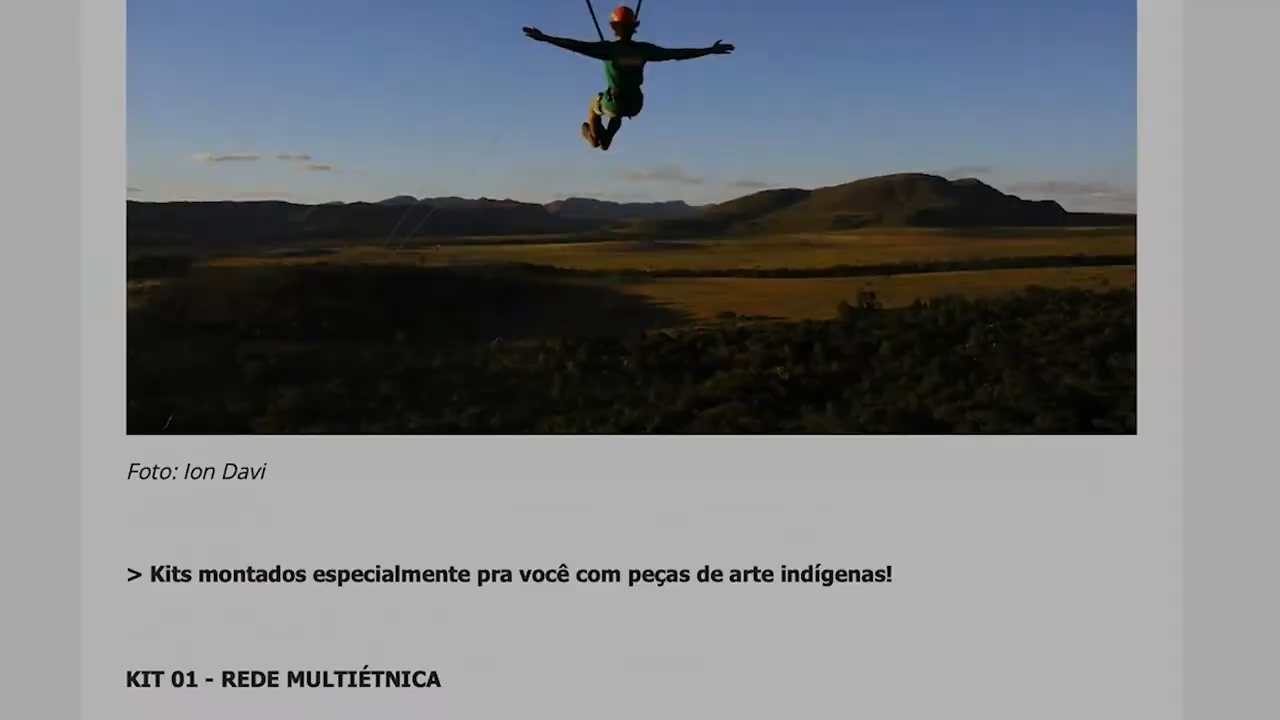 Foto: Ion Davi
> Kits montados especialmente pra você com peças de arte indígenas!
KIT 01 - REDE MULTIÉTNICA